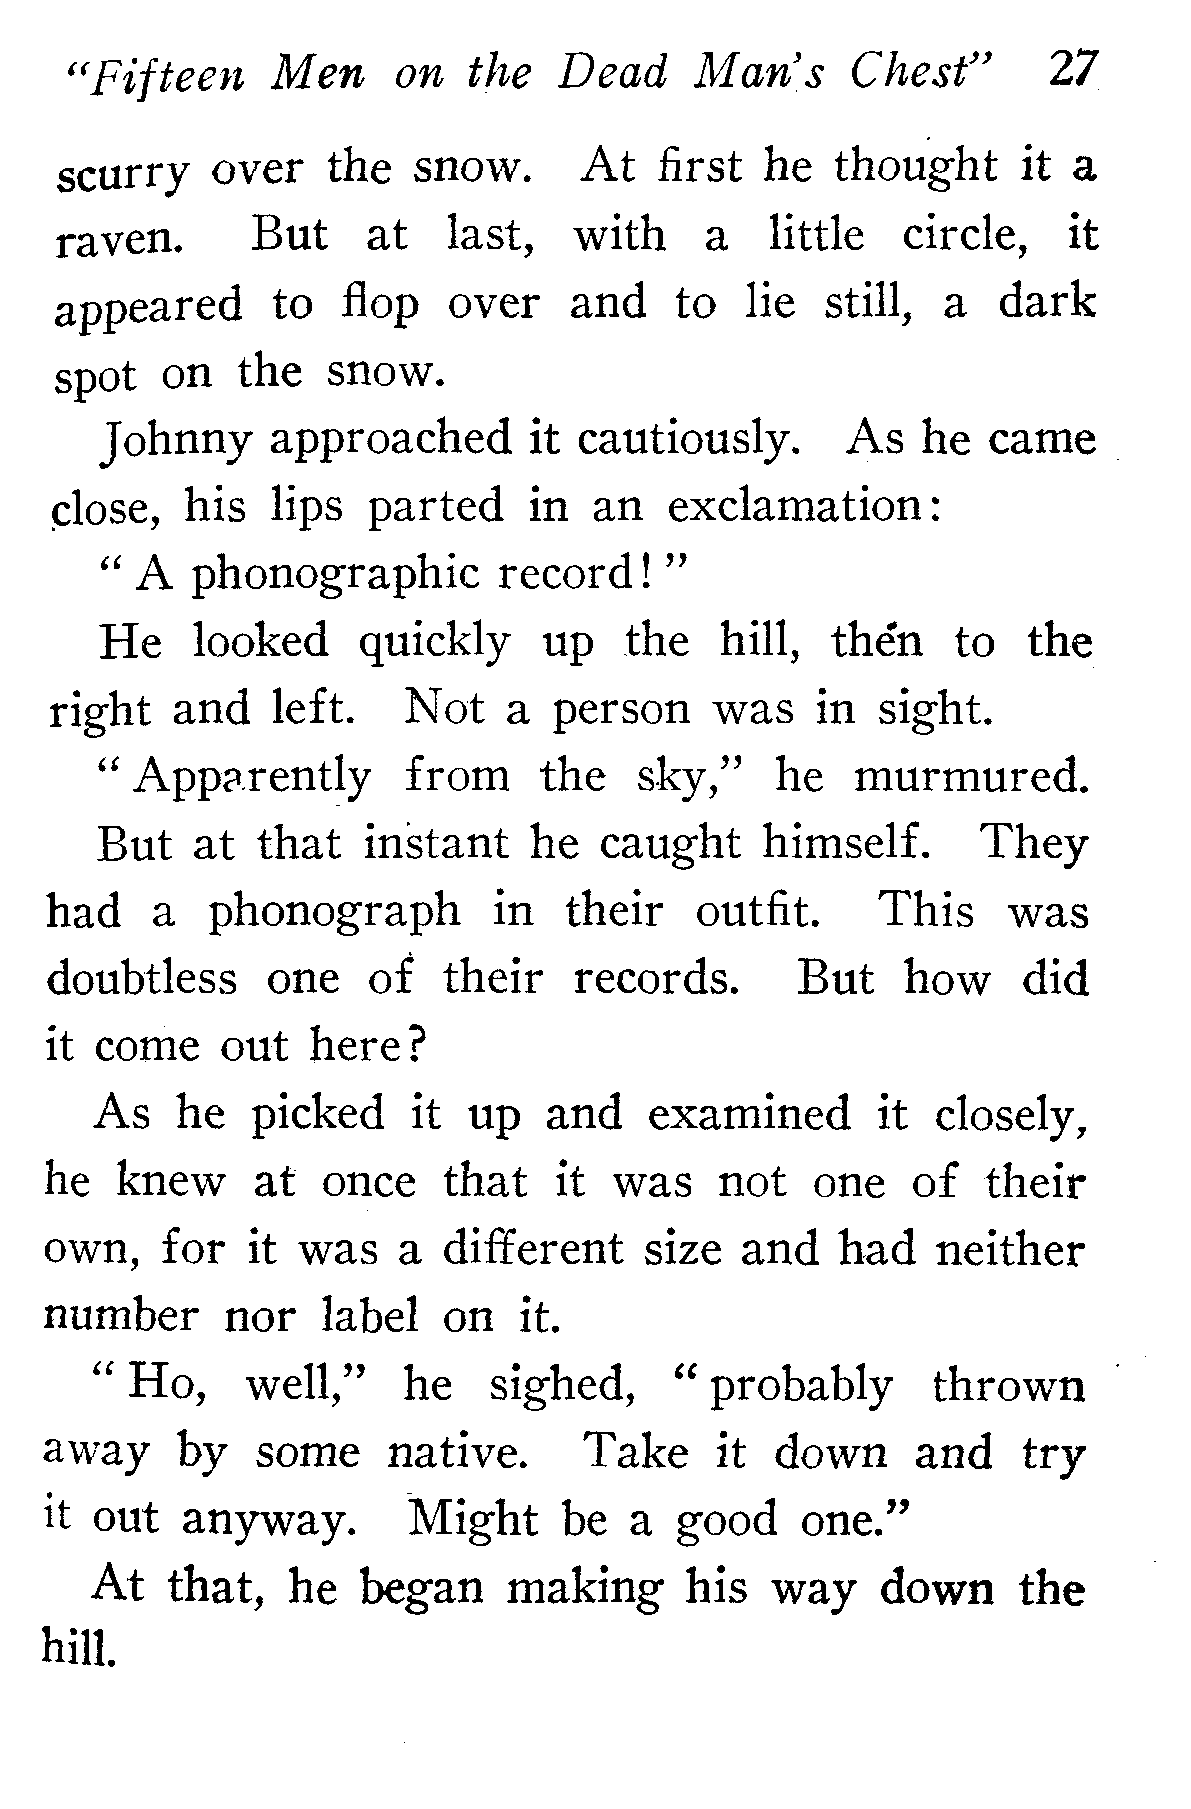 “Fifteen Men on the Dead Man’s Chest” 27
scurry over the snow. At first he thought it a
raven. But at last, with a little circle, it
appeared to flop over and to lie still, a dark
spot on the snow.
Johnny approached it cautiously. As he came
close, his lips parted in an exclamation:
“ A phonographic record! ”
He looked quickly up the hill, then to the
right and left. Not a person was in sight.
“ Apparently from the sky,” he murmured.
But at that instant he caught himself. They
had a phonograph in their outfit. This was
doubtless one of their records. But how did
it come out here?
As he picked it up and examined it closely,
he knew at once that it was not one of their
own, for it was a different size and had neither
number nor label on it.
“ Ho, well,” he sighed, “ probably thrown
away by some native. Take it down and try
it out anyway. Might be a good one.”
At that, he began making his way down the
hill.